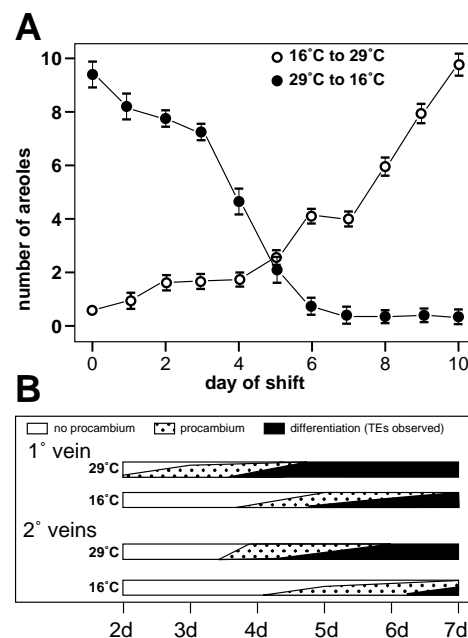 A
16°C to 29°C
29°C to 16°C
number of areoles
10
8
6
4
2
0
0 2 4 6 8 10
day of shift
B
no procambium procambium differentiation (TEs observed)
1° vein
29°C
16°C
2° veins
29°C
16°C
2d 3d 4d 5d 6d 7d